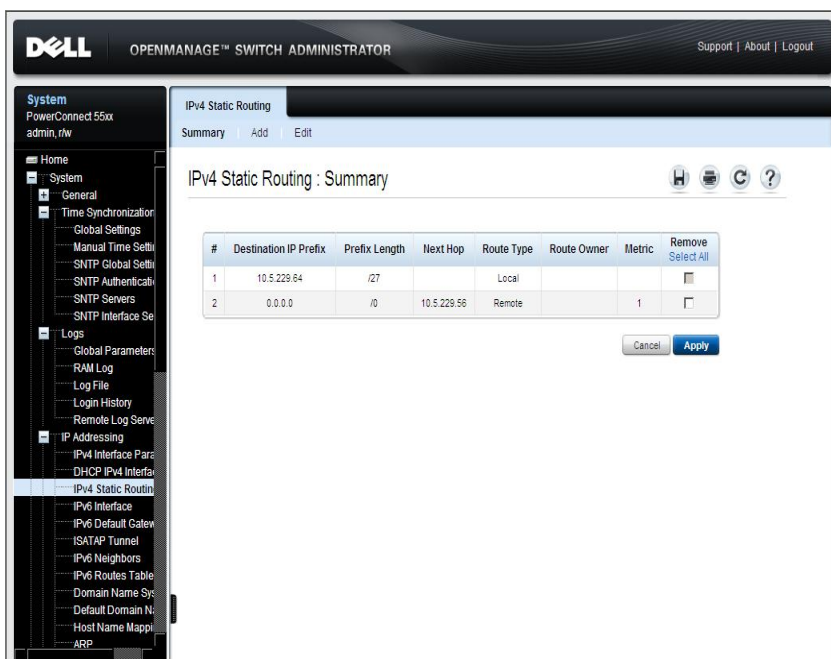 DELL
OPENMANAGE™ SWITCH ADMINISTRATOR
Support | About | Logout
System
PowerConnect 55xx
admin, r/w
Home
System
General
Time Synchronization
Global Settings
Manual Time Setti
SNTP Global Setti
SNTP Authenticati
SNTP Servers
SNTP Interface Se
Logs
Global Parameters
RAM Log
Log File
Login History
Remote Log Serve
IP Addressing
IPv4 Interface Para
DHCP IPv4 Interfa
IPv4 Static Routin
IPv6 Interface
IPv6 Default Gatew
ISATAP Tunnel
IPv6 Neighbors
IPv6 Routes Table
Domain Name Sys
Default Domain Na
Host Name Mappi
ARP
IPv4 Static Routing
Summary Add Edit
IPv4 Static Routing : Summary
# Destination IP Prefix Prefix Length Next Hop Route Type Route Owner Metric Remove Select All
1 10.5.229.64 /27 Local
2 0.0.0.0 /0 10.5.229.56 Remote 1
Cancel Apply